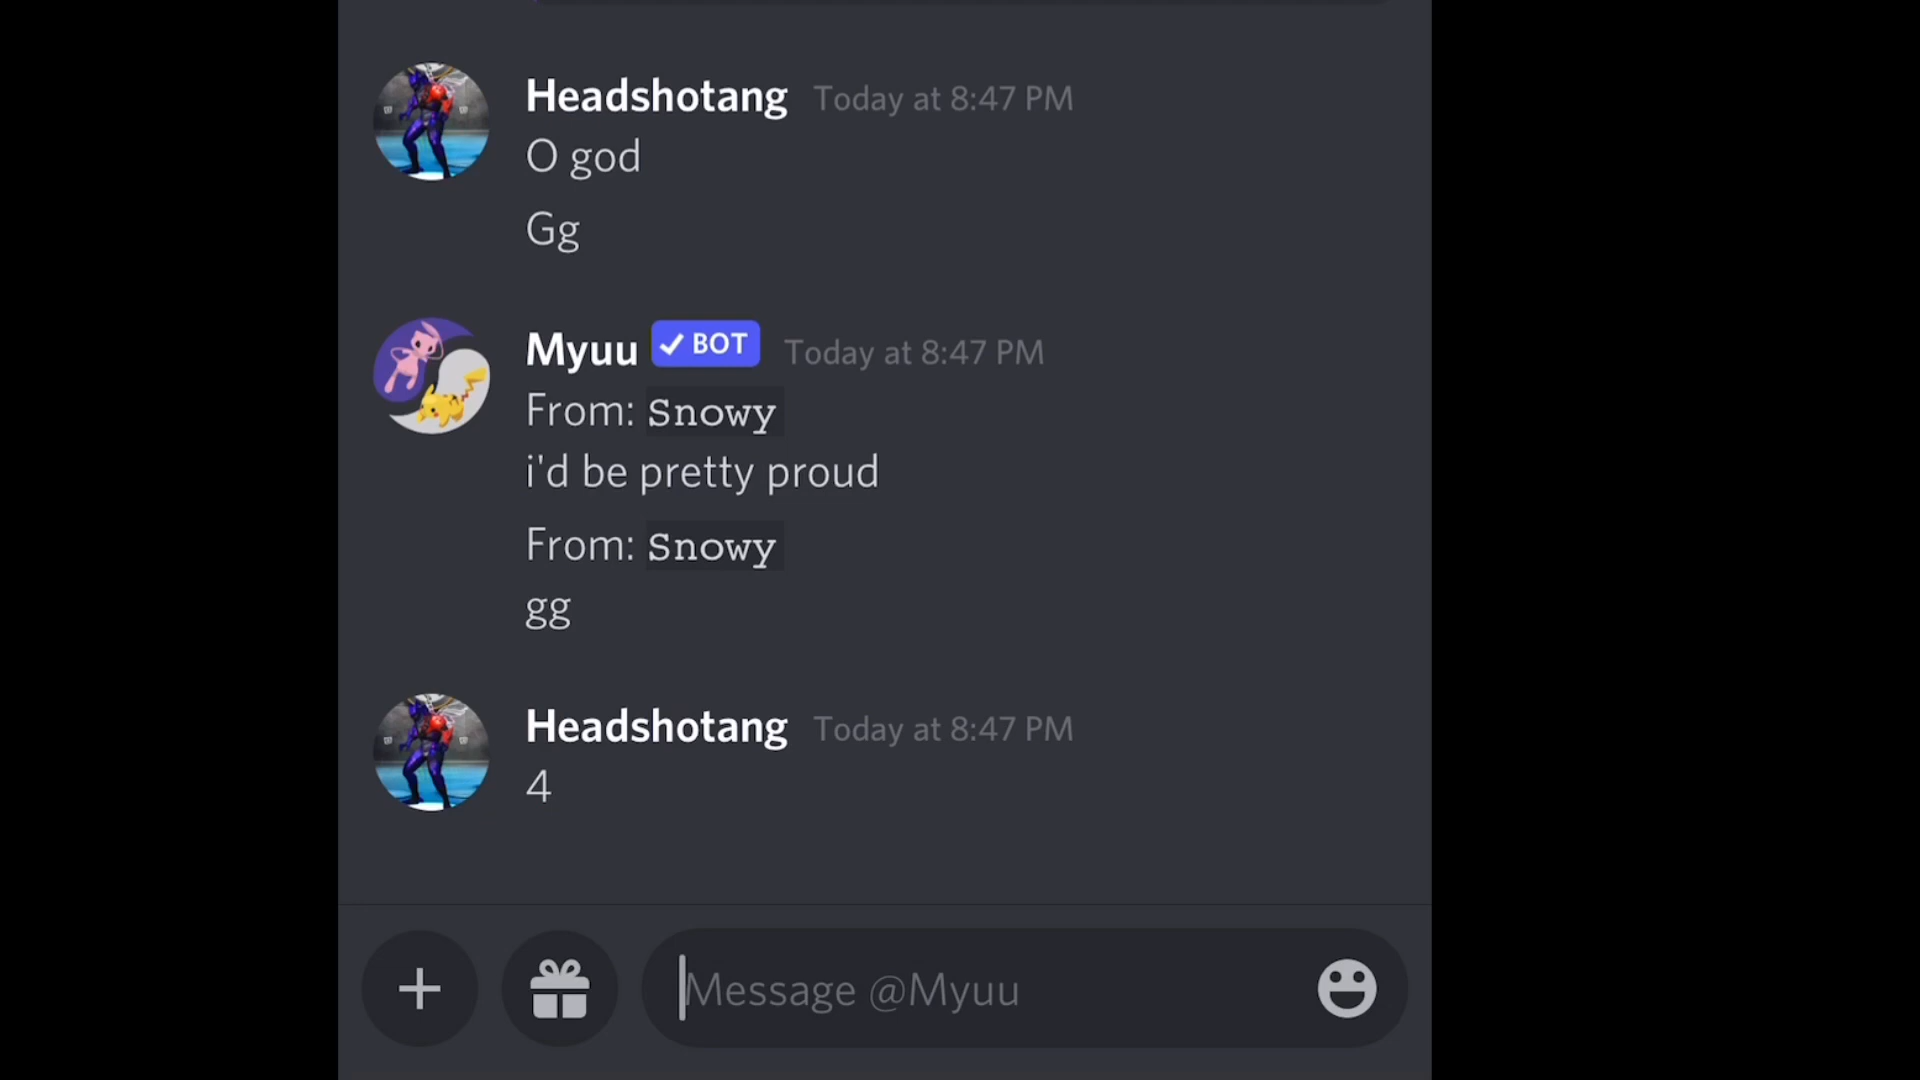 Headshotang Today at 8:47 PM
O god
Gg
Myuu BOT Today at 8:47 PM
From: Snowy
i'd be pretty proud
From: Snowy
gg
Headshotang Today at 8:47 PM
4
Message @Myuu